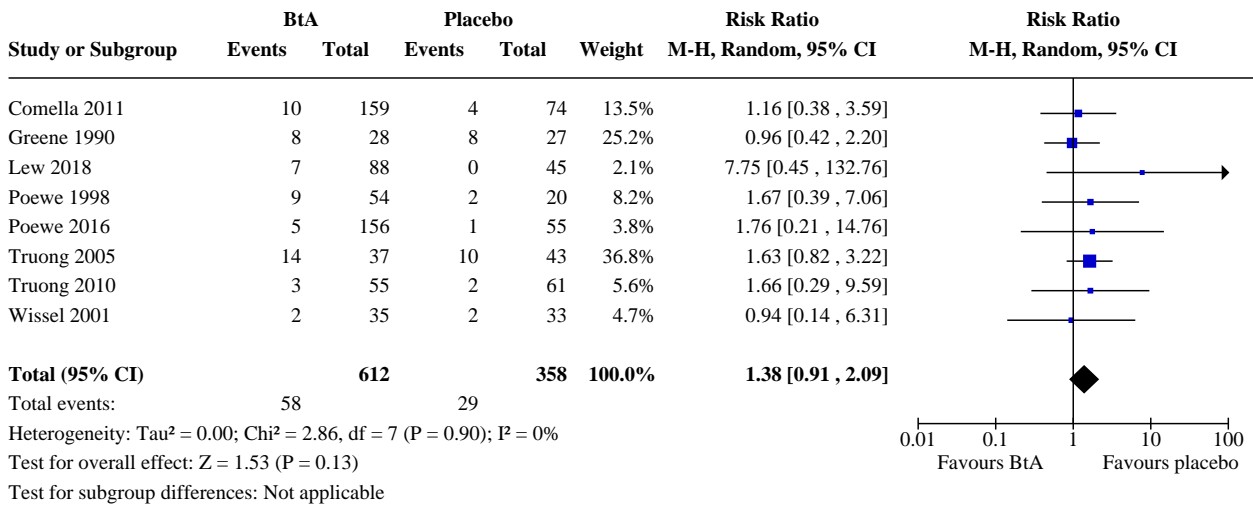 BtA Placebo Risk Ratio Risk Ratio
Study or Subgroup Events Total Events Total Weight M-H, Random, 95% CI M-H, Random, 95% CI
Comella 2011 10 159 4 74 13.5% 1.16 [0.38 , 3.59]
Greene 1990 8 28 8 27 25.2% 0.96 [0.42 , 2.20]
Lew 2018 7 88 0 45 2.1% 7.75 [0.45 , 132.76]
Poewe 1998 9 54 2 20 8.2% 1.67 [0.39 , 7.06]
Poewe 2016 5 156 1 55 3.8% 1.76 [0.21 , 14.76]
Truong 2005 14 37 10 43 36.8% 1.63 [0.82 , 3.22]
Truong 2010 3 55 2 61 5.6% 1.66 [0.29 , 9.59]
Wissel 2001 2 35 2 33 4.7% 0.94 [0.14 , 6.31]
Total (95% CI) 612 358 100.0% 1.38 [0.91 , 2.09]
Total events: 58 29
Heterogeneity: Tau² = 0.00; Chi² = 2.86, df = 7 (P = 0.90); I² = 0%
Test for overall effect: Z = 1.53 (P = 0.13)
Test for subgroup differences: Not applicable
0.01 0.1 1 10 100
Favours BtA Favours placebo